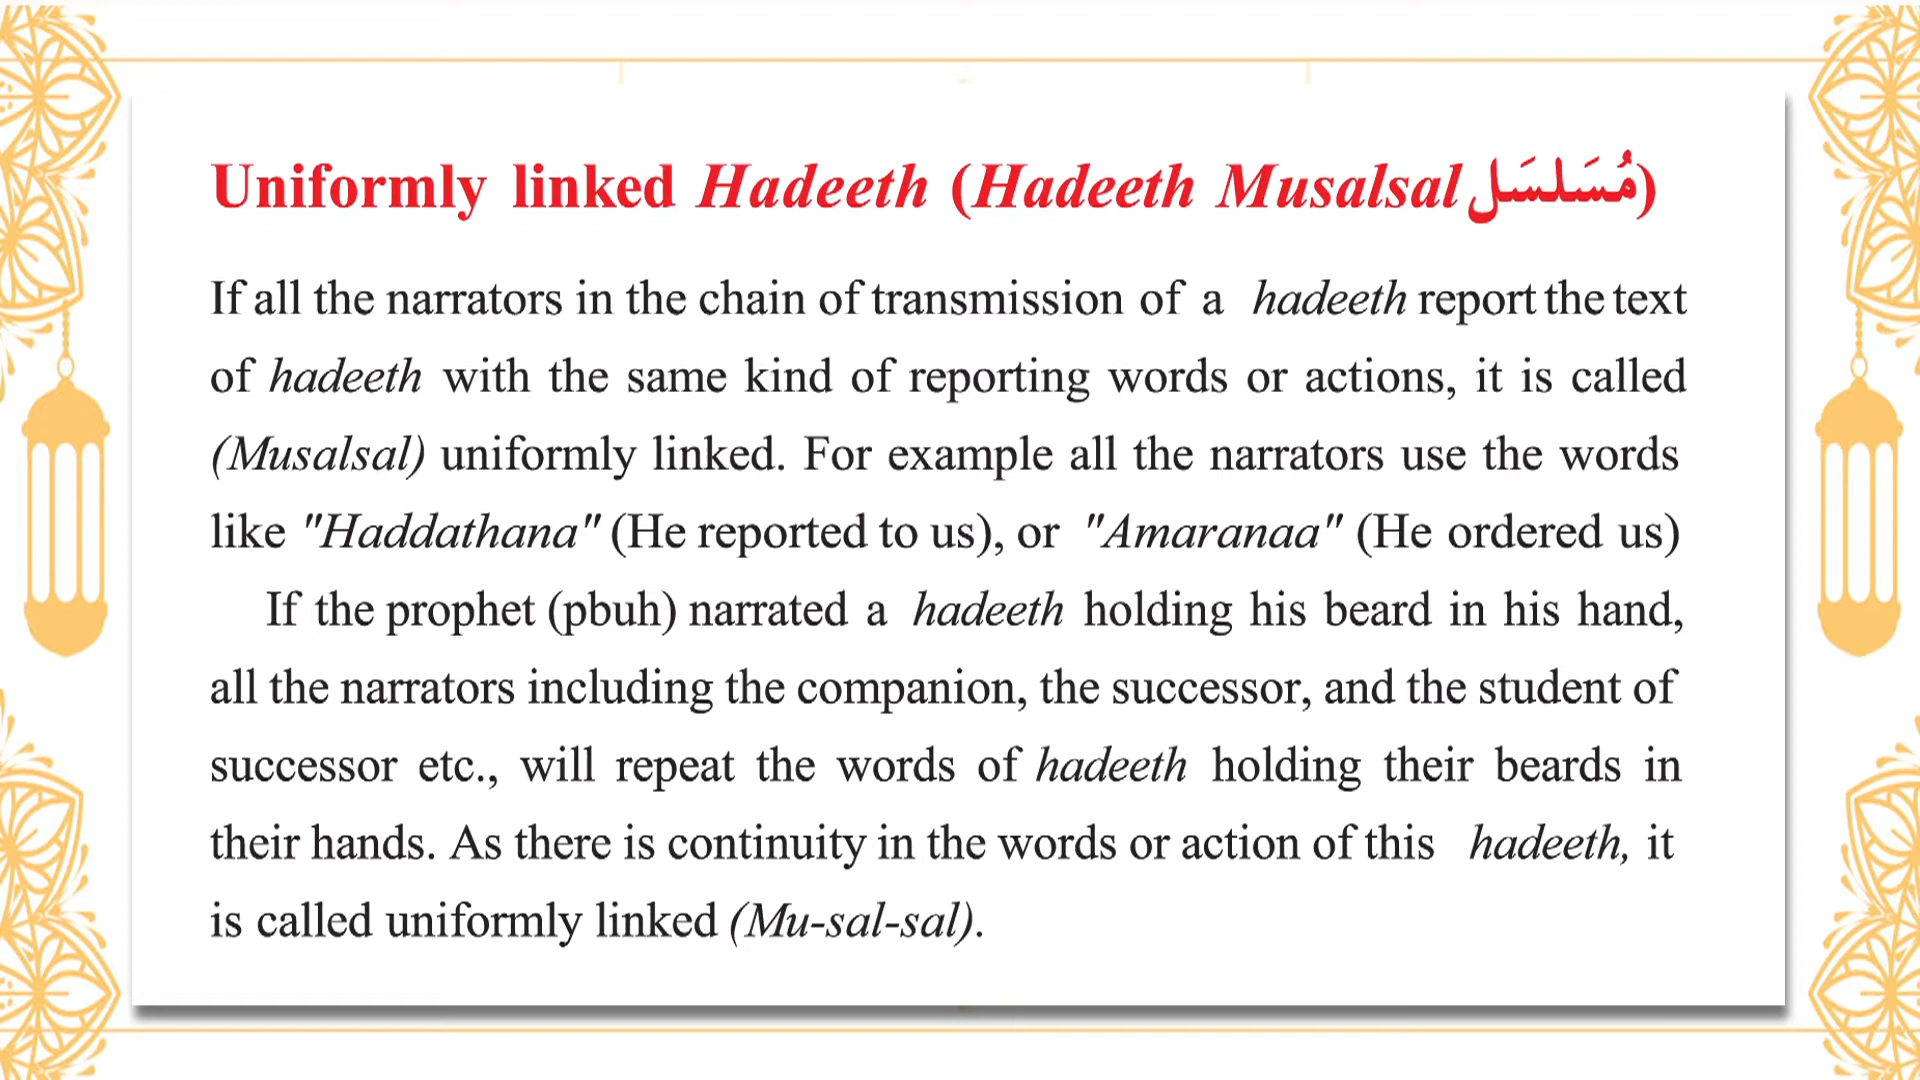 Uniformly linked Hadeeth (Hadeeth Musalsal مُسَلسَل)
If all the narrators in the chain of transmission of a hadeeth report the text
of hadeeth with the same kind of reporting words or actions, it is called
(Musalsal) uniformly linked. For example all the narrators use the words
like "Haddathana" (He reported to us), or "Amaranaa" (He ordered us)
If the prophet (pbuh) narrated a hadeeth holding his beard in his hand,
all the narrators including the companion, the successor, and the student of
successor etc., will repeat the words of hadeeth holding their beards in
their hands. As there is continuity in the words or action of this hadeeth, it
is called uniformly linked (Mu-sal-sal).